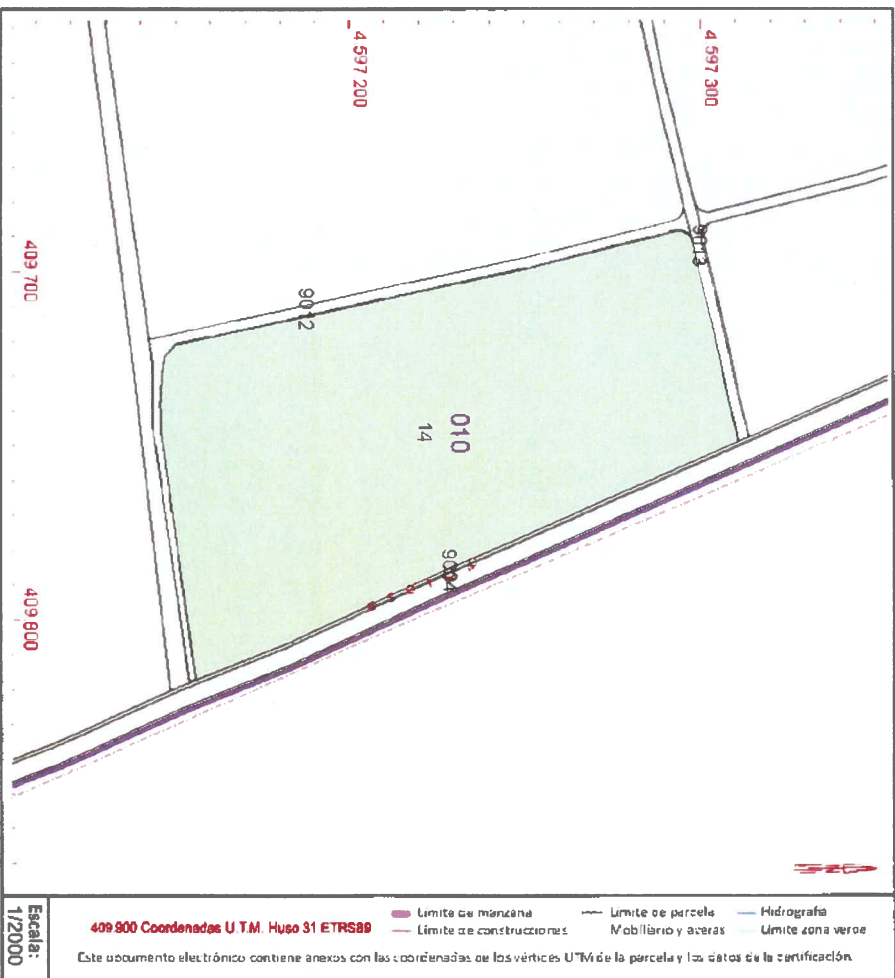 4 597 200
4 597 300
409,700
409,800
9013
9012
010
14
Escala:
1/2000
409.900 Coordenadas U.T.M. Huso 31 ETRS89
Límite de manzana
Límite de parcela
Hidrografía
Límite de construcciones
Mobiliario y aceras
Límite zona verde
Este documento electrónico contiene anexos con las coordenadas de los vértices UTM de la parcela y los datos de la certificación.